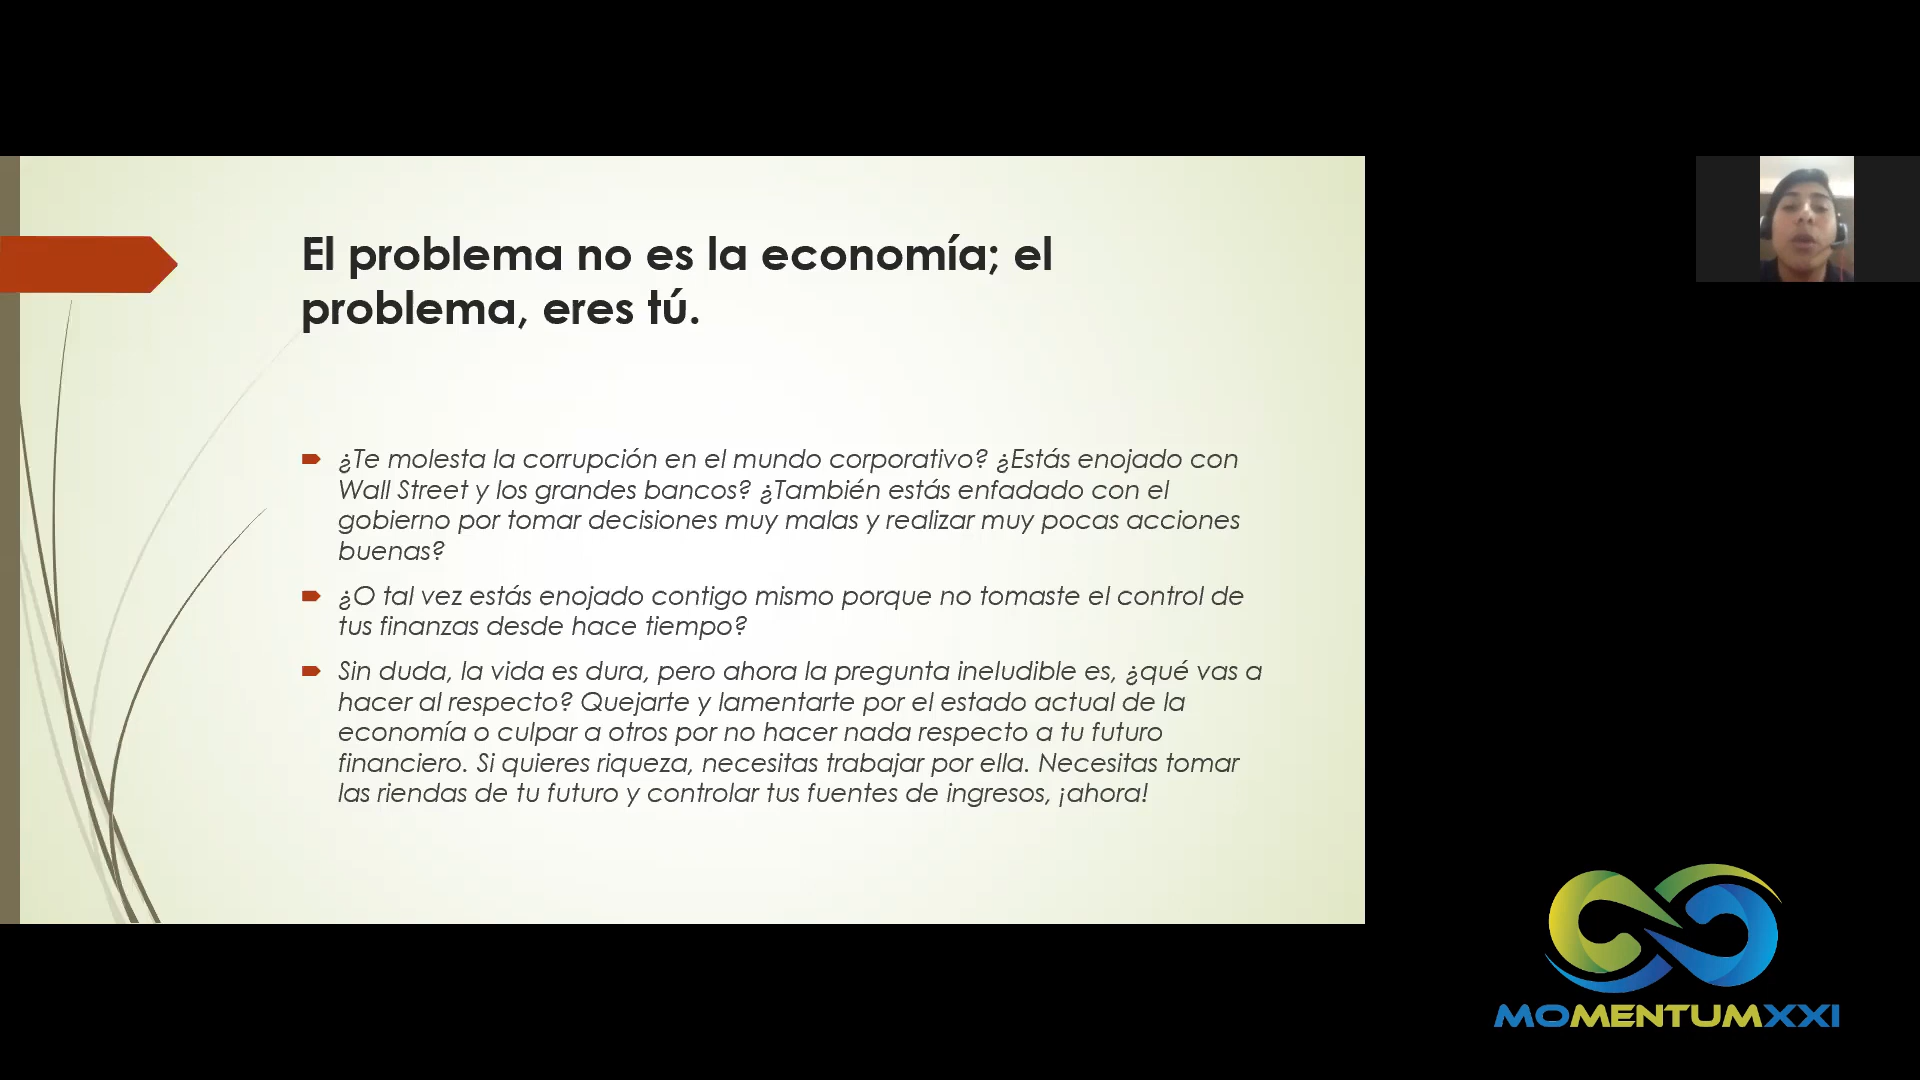 El problema no es la economía; el
problema, eres tú.
¿Te molesta la corrupción en el mundo corporativo? ¿Estás enojado con
Wall Street y los grandes bancos? ¿También estás enfadado con el
gobierno por tomar decisiones muy malas y realizar muy pocas acciones
buenas?
¿O tal vez estás enojado contigo mismo porque no tomaste el control de
tus finanzas desde hace tiempo?
Sin duda, la vida es dura, pero ahora la pregunta ineludible es, ¿qué vas a
hacer al respecto? Quejarte y lamentarte por el estado actual de la
economía o culpar a otros por no hacer nada respecto a tu futuro
financiero. Si quieres riqueza, necesitas trabajar por ella. Necesitas tomar
las riendas de tu futuro y controlar tus fuentes de ingresos, ¡ahora!
MOMENTUMXXI